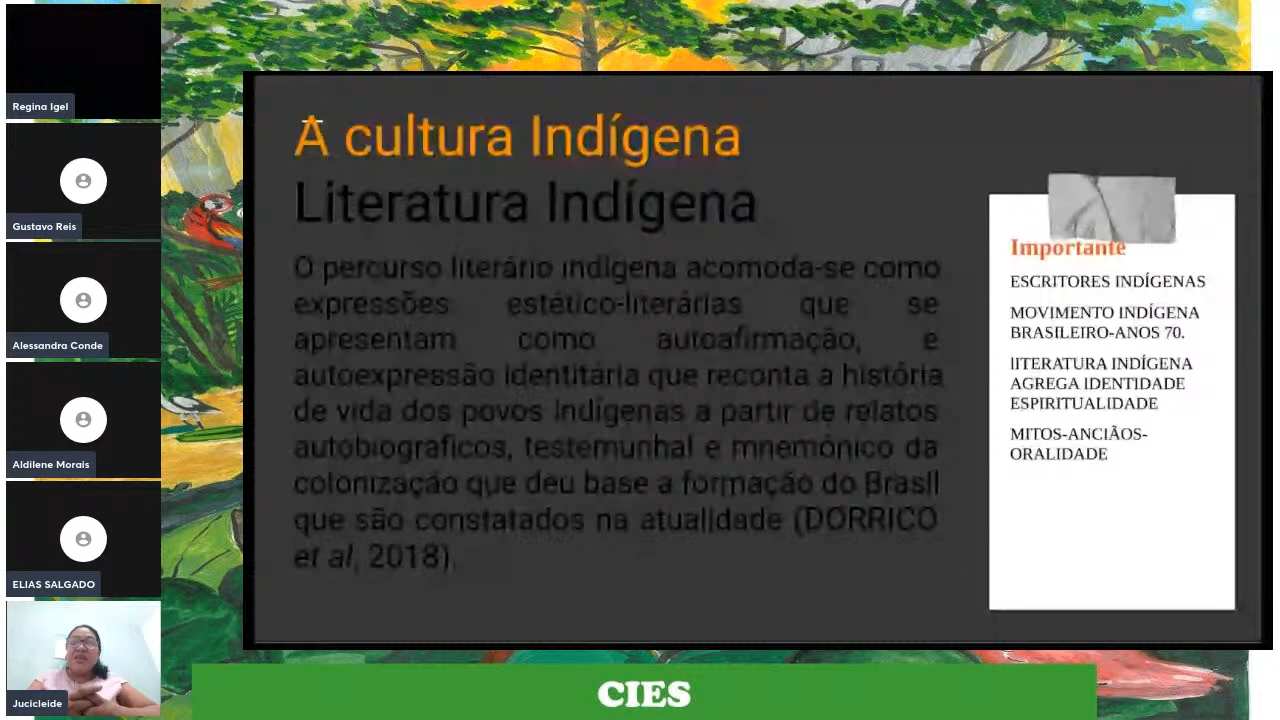 Regina Igel
Gustavo Reis
Alessandra Conde
Aldilene Morais
ELIAS SALGADO
Jucicleide
A cultura Indígena
Literatura Indígena
O percurso literário indígena acomoda-se como
expressões estético-literárias que se
apresentam como autoafirmação, e
autoexpressão identitária que reconta a história
de vida dos povos indígenas a partir de relatos
autobiograficos, testemunhal e mnemônico da
colonização que deu base a formação do Brasil
que são constatados na atualidade (DORRICO
et al, 2018).
Importante
ESCRITORES INDÍGENAS
MOVIMENTO INDÍGENA
BRASILEIRO-ANOS 70.
lITERATURA INDÍGENA
AGREGA IDENTIDADE
ESPIRITUALIDADE
MITOS-ANCIÃOS-
ORALIDADE
CIES